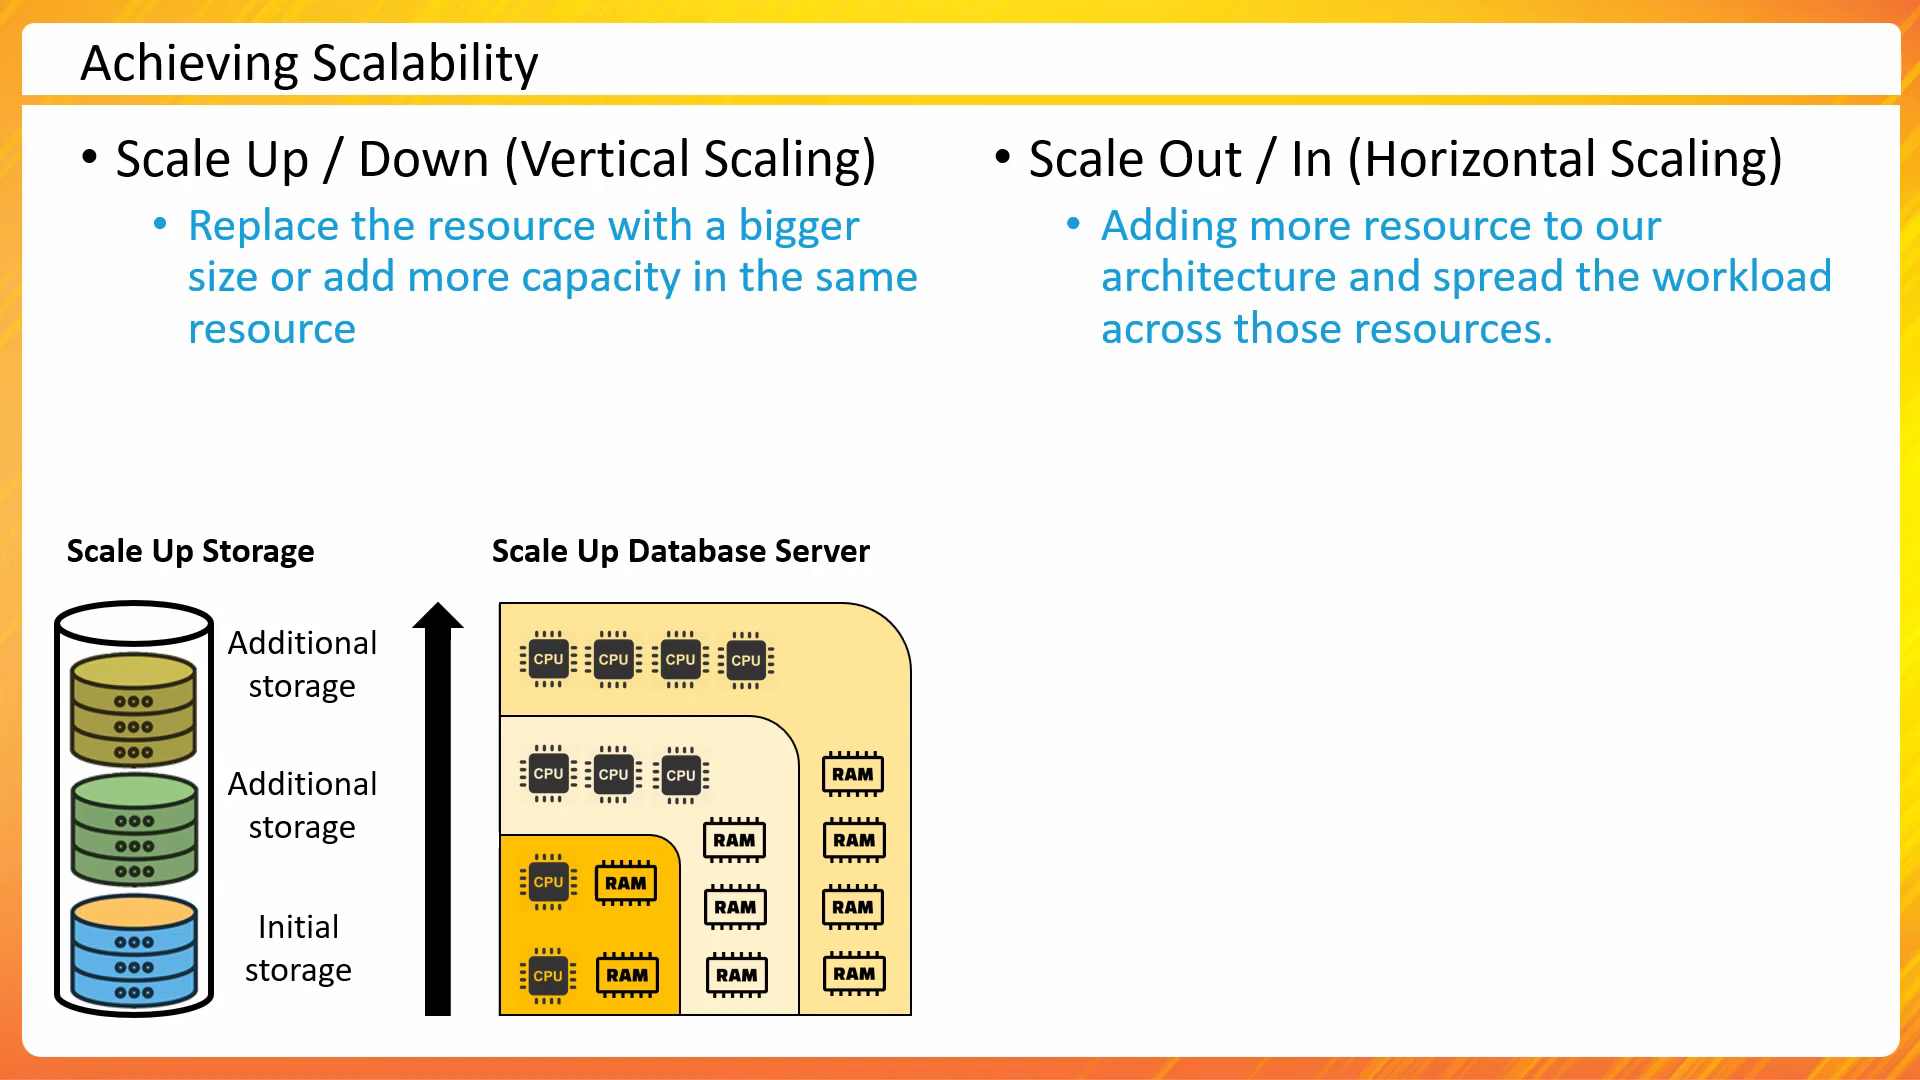 Achieving Scalability
• Scale Up / Down (Vertical Scaling)
• Replace the resource with a bigger
size or add more capacity in the same
resource
• Scale Out / In (Horizontal Scaling)
• Adding more resource to our
architecture and spread the workload
across those resources.
Scale Up Storage
Additional
storage
Additional
storage
Initial
storage
Scale Up Database Server
CPU CPU CPU CPU
CPU CPU CPU
RAM
RAM RAM
CPU RAM
RAM RAM
CPU RAM RAM RAM